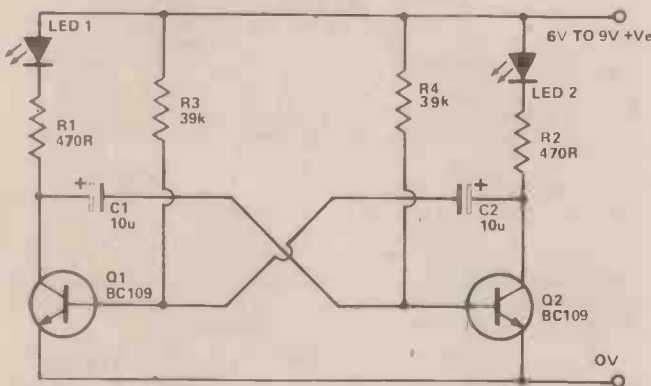 LED 1
R1
470R
R3
39k
R4
39k
6V TO 9V +Ve
LED 2
R2
470R
+
C1
10u
+
C2
10u
Q1
BC109
Q2
BC109
0V